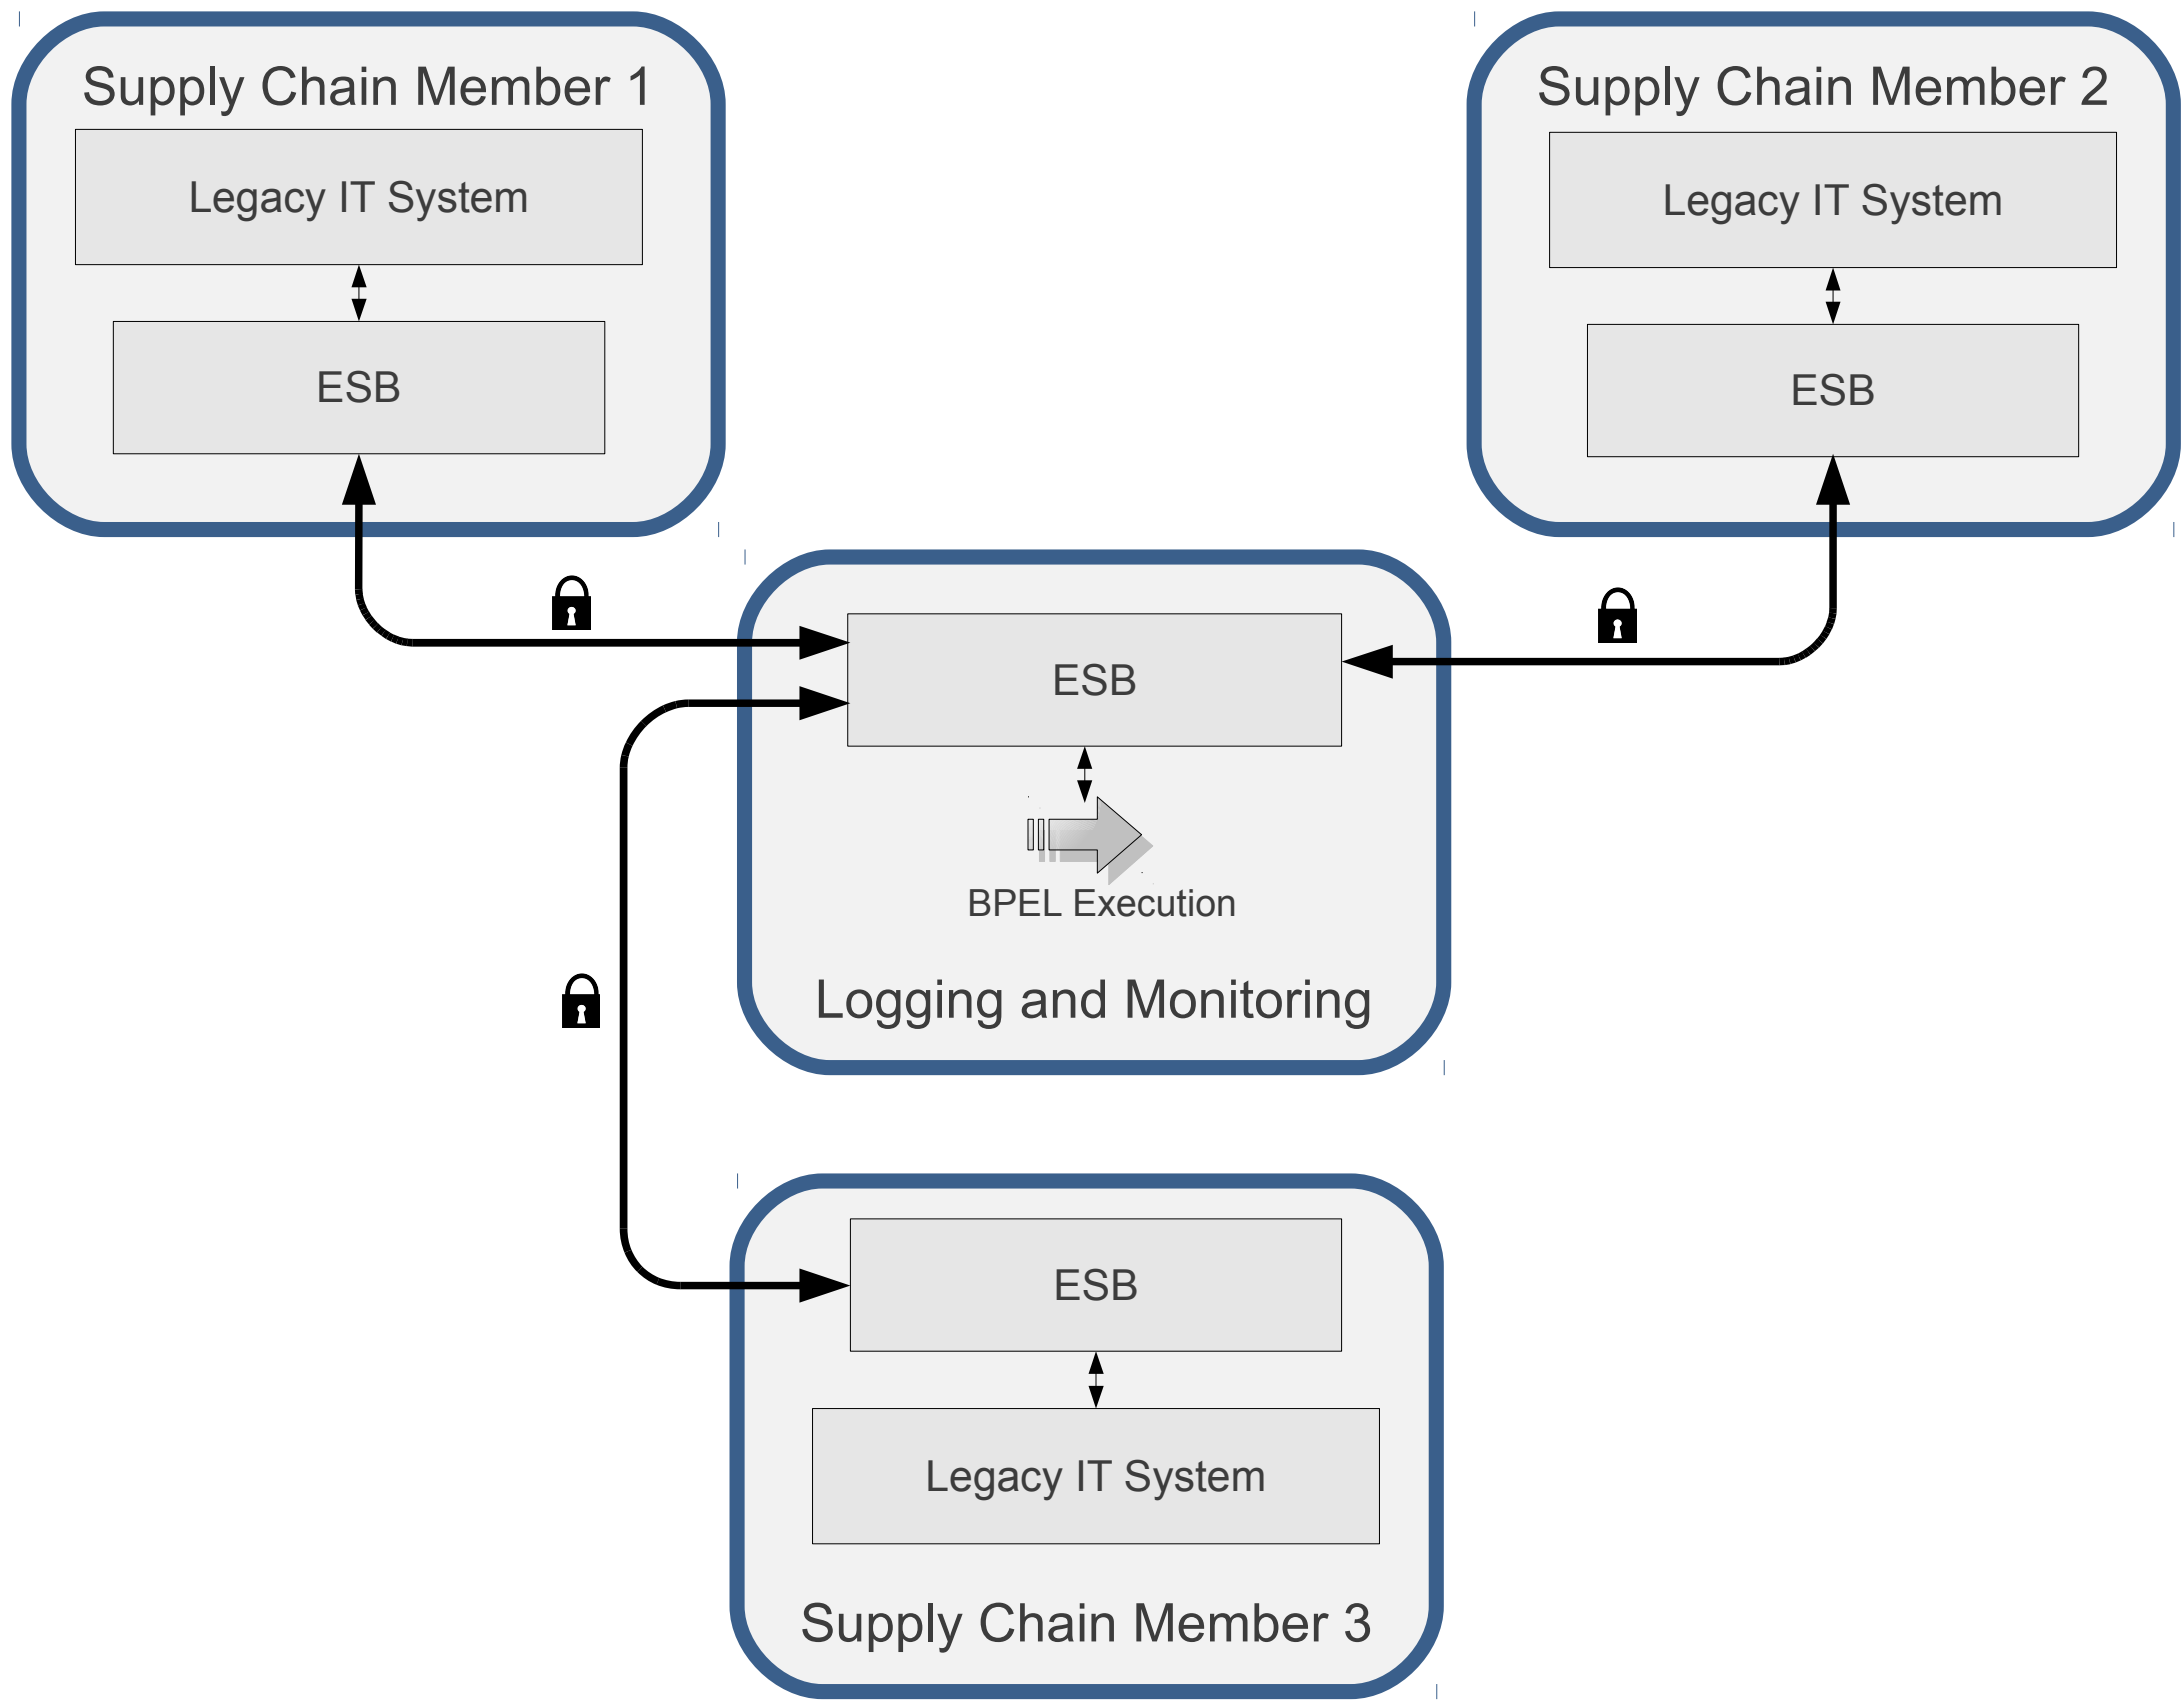 Supply Chain Member 1
Legacy IT System
ESB
Supply Chain Member 2
Legacy IT System
ESB
ESB
BPEL Execution
Logging and Monitoring
ESB
Legacy IT System
Supply Chain Member 3